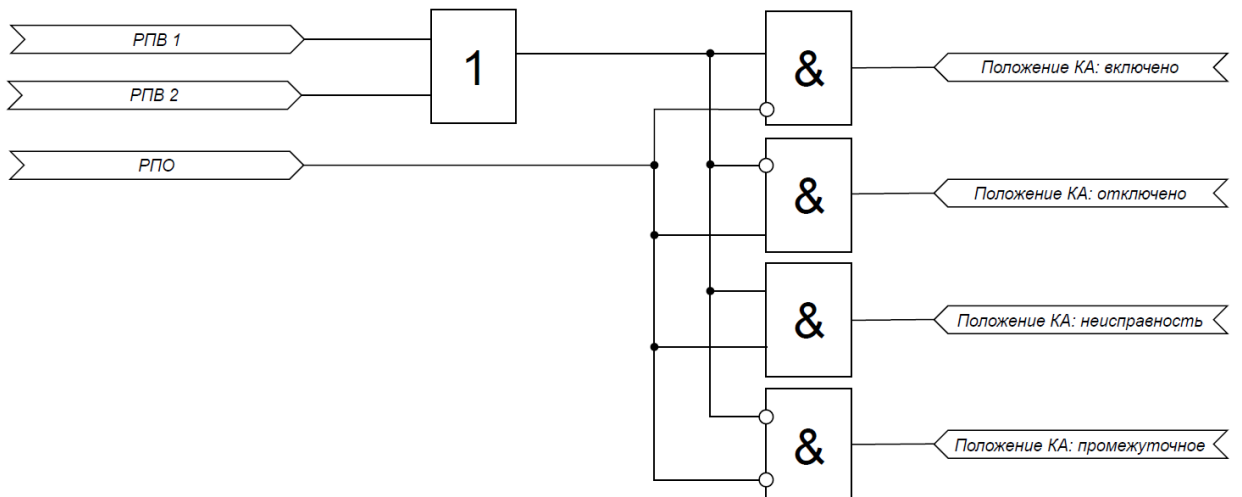 РПВ 1
1
&
Положение КА: включено
РПВ 2
РПО
&
Положение КА: отключено
&
Положение КА: неисправность
&
Положение КА: промежуточное